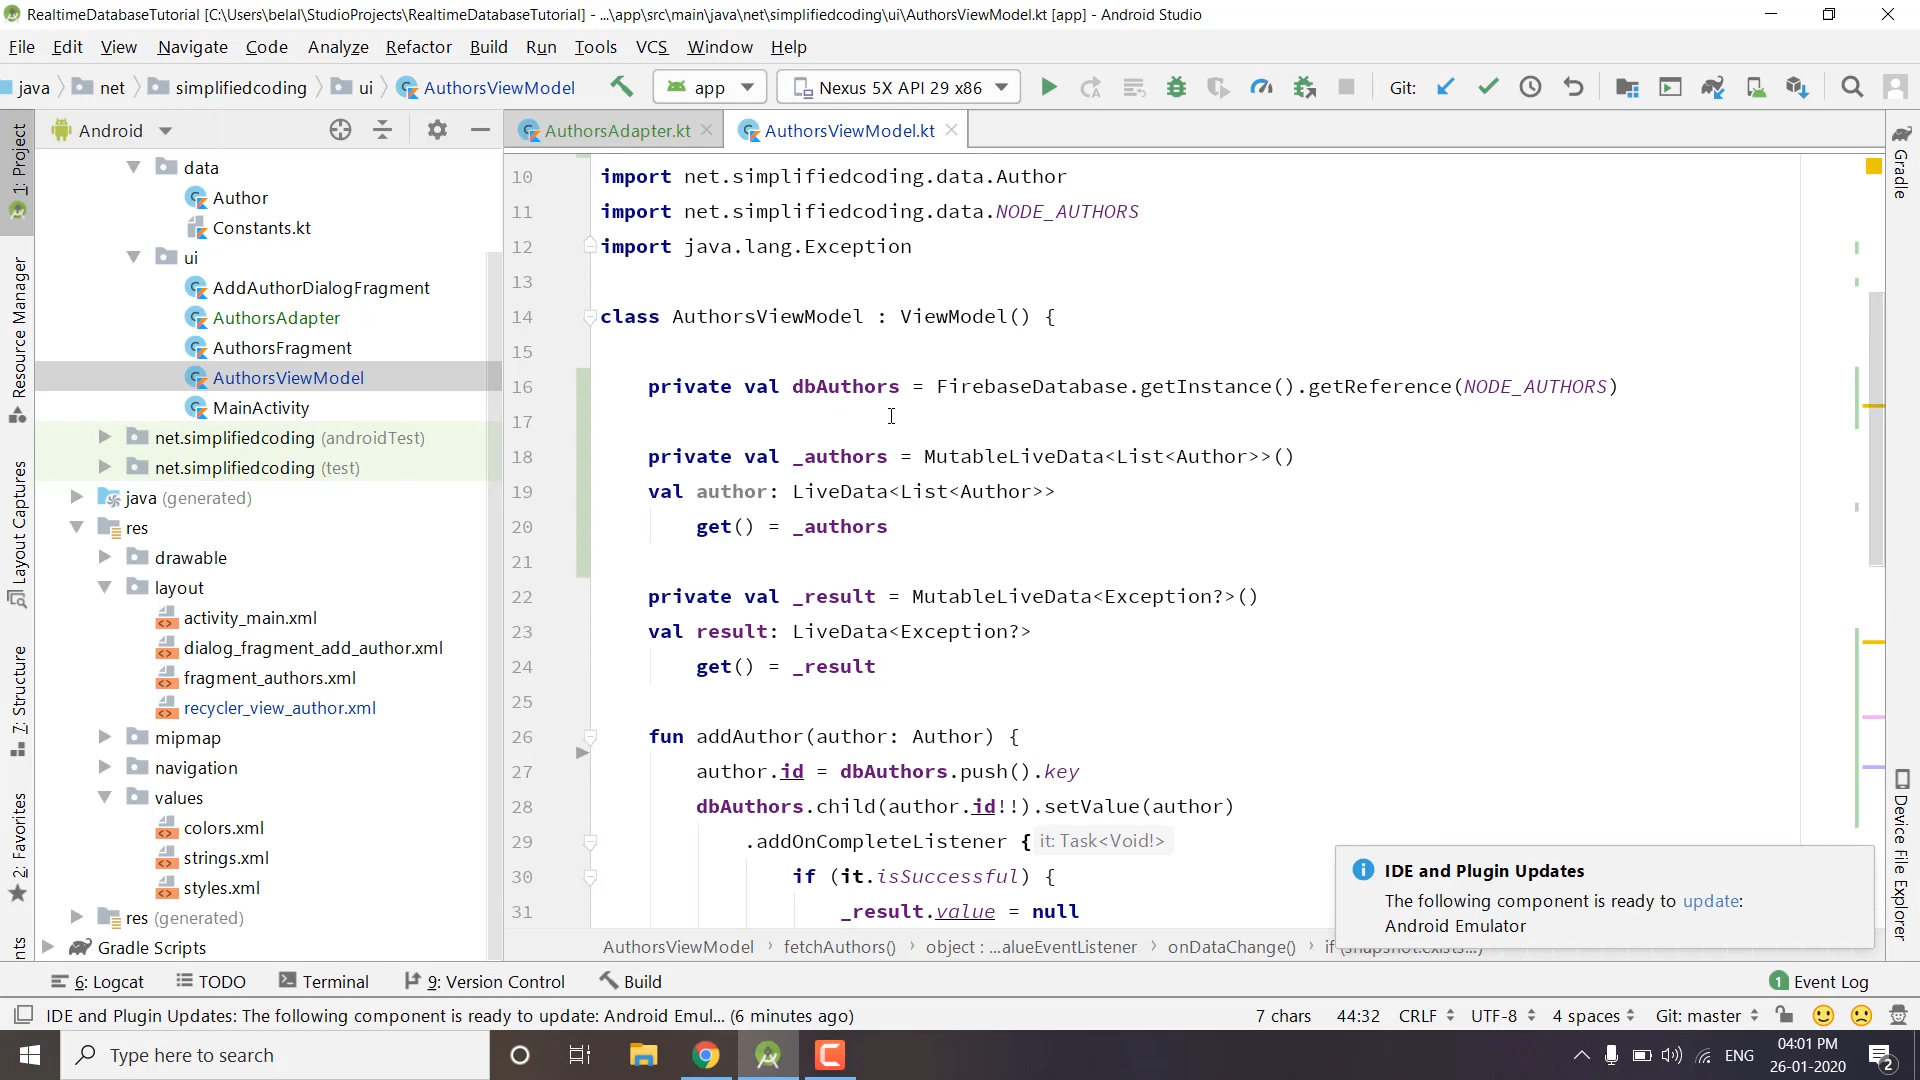 RealtimeDatabaseTutorial [C:\Users\belal\StudioProjects\RealtimeDatabaseTutorial] - ...\app\src\main\java\net\simplifiedcoding\ui\AuthorsViewModel.kt [app] - Android Studio
File Edit View Navigate Code Analyze Refactor Build Run Tools VCS Window Help
java net simplifiedcoding ui AuthorsViewModel app Nexus 5X API 29 x86 Git:
Android AuthorsAdapter.kt AuthorsViewModel.kt
1: Project
Resource Manager
Layout Captures
7: Structure
2: Favorites
data
Author
Constants.kt
ui
AddAuthorDialogFragment
AuthorsAdapter
AuthorsFragment
AuthorsViewModel
MainActivity
net.simplifiedcoding (androidTest)
net.simplifiedcoding (test)
java (generated)
res
drawable
layout
activity_main.xml
dialog_fragment_add_author.xml
fragment_authors.xml
recycler_view_author.xml
mipmap
navigation
values
colors.xml
strings.xml
styles.xml
res (generated)
Gradle Scripts
10 import net.simplifiedcoding.data.Author
11 import net.simplifiedcoding.data.NODE_AUTHORS
12 import java.lang.Exception
13
14 class AuthorsViewModel : ViewModel() {
15
16 private val dbAuthors = FirebaseDatabase.getInstance().getReference(NODE_AUTHORS)
17
18 private val _authors = MutableLiveData<List<Author>>()
19 val author: LiveData<List<Author>>
20 get() = _authors
21
22 private val _result = MutableLiveData<Exception?>()
23 val result: LiveData<Exception?>
24 get() = _result
25
26 fun addAuthor(author: Author) {
27 author.id = dbAuthors.push().key
28 dbAuthors.child(author.id!!).setValue(author)
29 .addOnCompleteListener { it: Task<Void!>
30 if (it.isSuccessful) {
31 _result.value = null
Gradle
Device File Explorer
IDE and Plugin Updates
The following component is ready to update:
Android Emulator
AuthorsViewModel fetchAuthors() object : ...alueEventListener onDataChange() if (snapshot.exists...)
6: Logcat TODO Terminal 9: Version Control Build 1 Event Log
IDE and Plugin Updates: The following component is ready to update: Android Emul... (6 minutes ago) 7 chars 44:32 CRLF UTF-8 4 spaces Git: master
Type here to search ENG
04:01 PM
26-01-2020
2